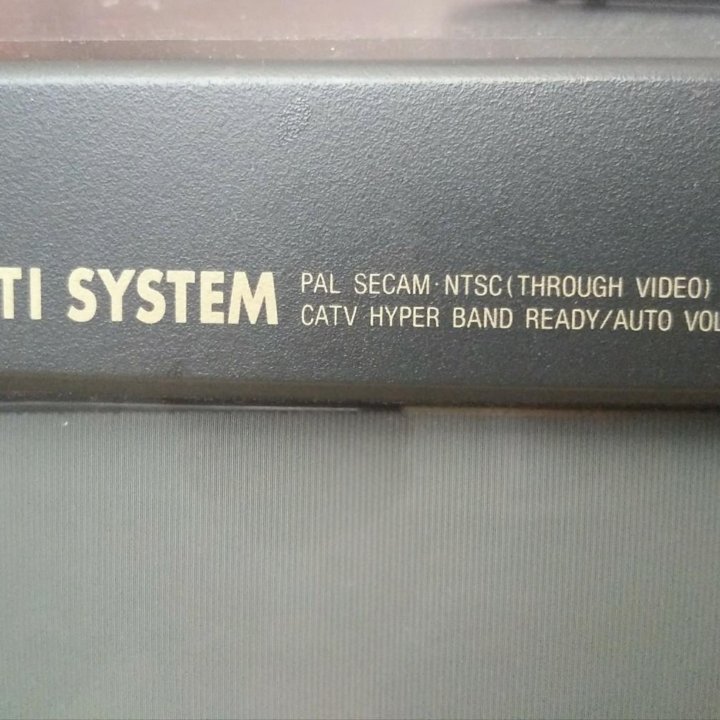 TI SYSTEM
PAL SECAM·NTSC(THROUGH VIDEO)
CATV HYPER BAND READY/AUTO VOL